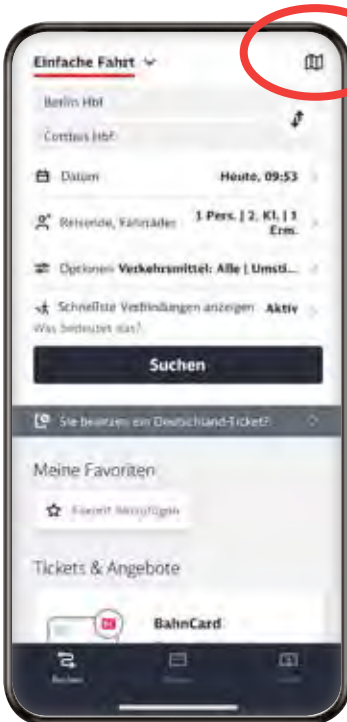 Einfache Fahrt
Berlin Hbf
Cottbus Hbf
Datum Heute, 09:53
Reisende, Fahrräder 1 Pers. | 2. Kl. | 1 Erm.
Optionen Verkehrsmittel: Alle | Umsti...
Schnellste Verbindungen anzeigen Aktiv
Was bedeutet das?
Suchen
Sie besitzen ein Deutschland-Ticket?
Meine Favoriten
Favorit hinzufügen
Tickets & Angebote
BahnCard